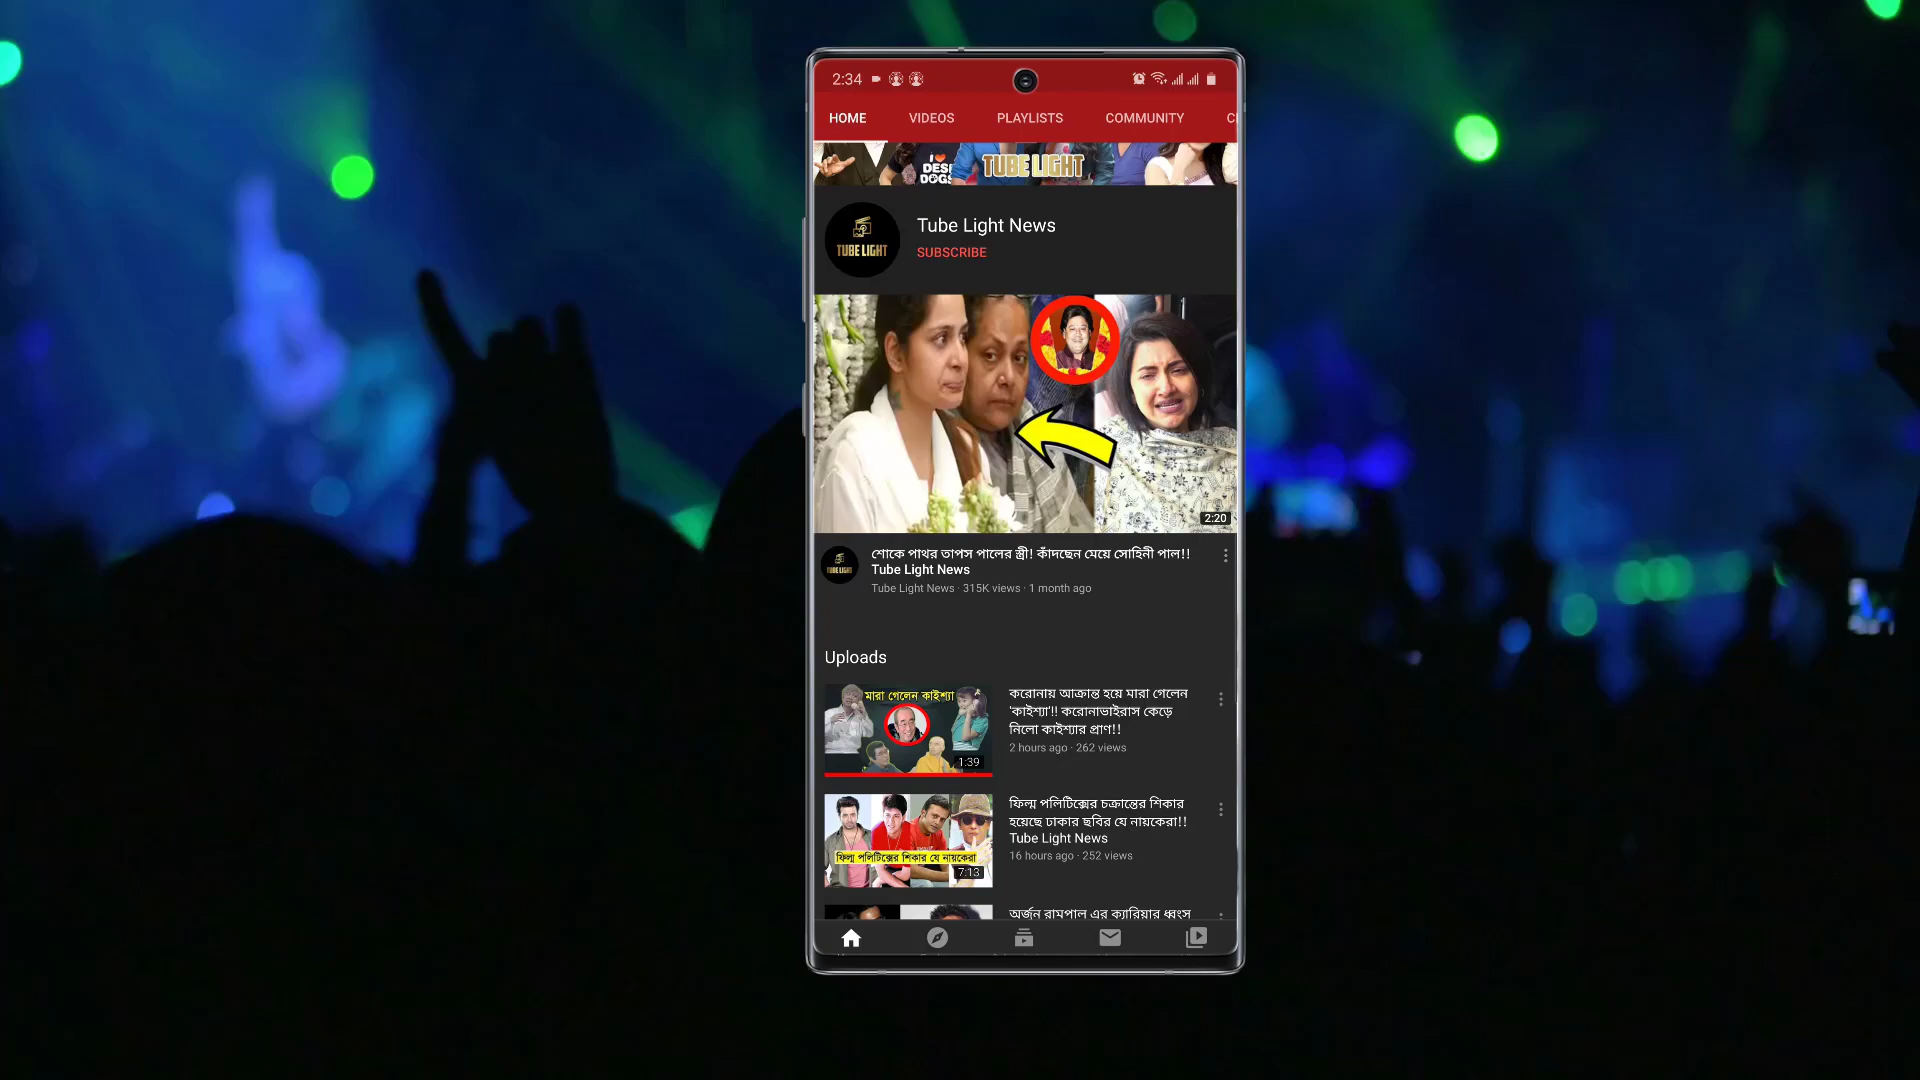 2:34
HOME VIDEOS PLAYLISTS COMMUNITY
I
DESI
DOGS
TUBE LIGHT
TUBE LIGHT
Tube Light News
SUBSCRIBE
2:20
TUBE LIGHT
শোকে পাথর তাপস পালের স্ত্রী! কাঁদছেন মেয়ে সোহিনী পাল!!
Tube Light News
Tube Light News · 315K views · 1 month ago
Uploads
মারা গেলেন কাইশ্যা
1:39
করোনায় আক্রান্ত হয়ে মারা গেলেন
'কাইশ্যা'!! করোনাভাইরাস কেড়ে
নিলো কাইশ্যার প্রাণ!!
2 hours ago · 262 views
ফিল্ম পলিটিক্সের শিকার যে নায়কেরা
7:13
ফিল্ম পলিটিক্সের চক্রান্তের শিকার
হয়েছে ঢাকার ছবির যে নায়কেরা!!
Tube Light News
16 hours ago · 252 views
অর্জুন রামপাল এর ক্যারিয়ার ধ্বংস